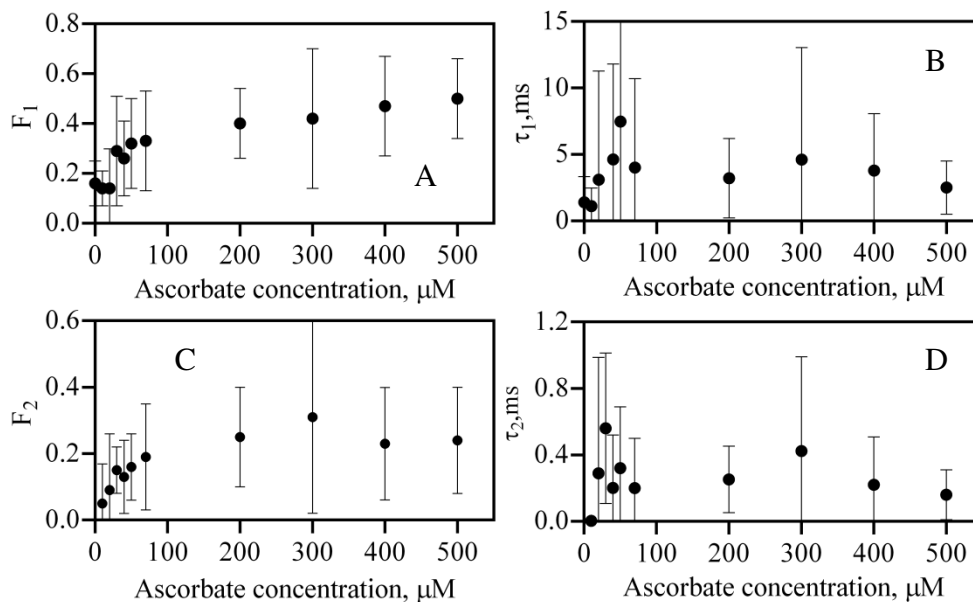 0.8
0.6
0.4
0.2
0.0
F1
A
0 100 200 300 400 500
Ascorbate concentration, μM
15
10
5
0
τ1,ms
B
0 100 200 300 400 500
Ascorbate concentration, μM
0.6
0.4
0.2
0.0
F2
C
0 100 200 300 400 500
Ascorbate concentration, μM
1.2
0.8
0.4
0.0
τ2,ms
D
0 100 200 300 400 500
Ascorbate concentration, μM